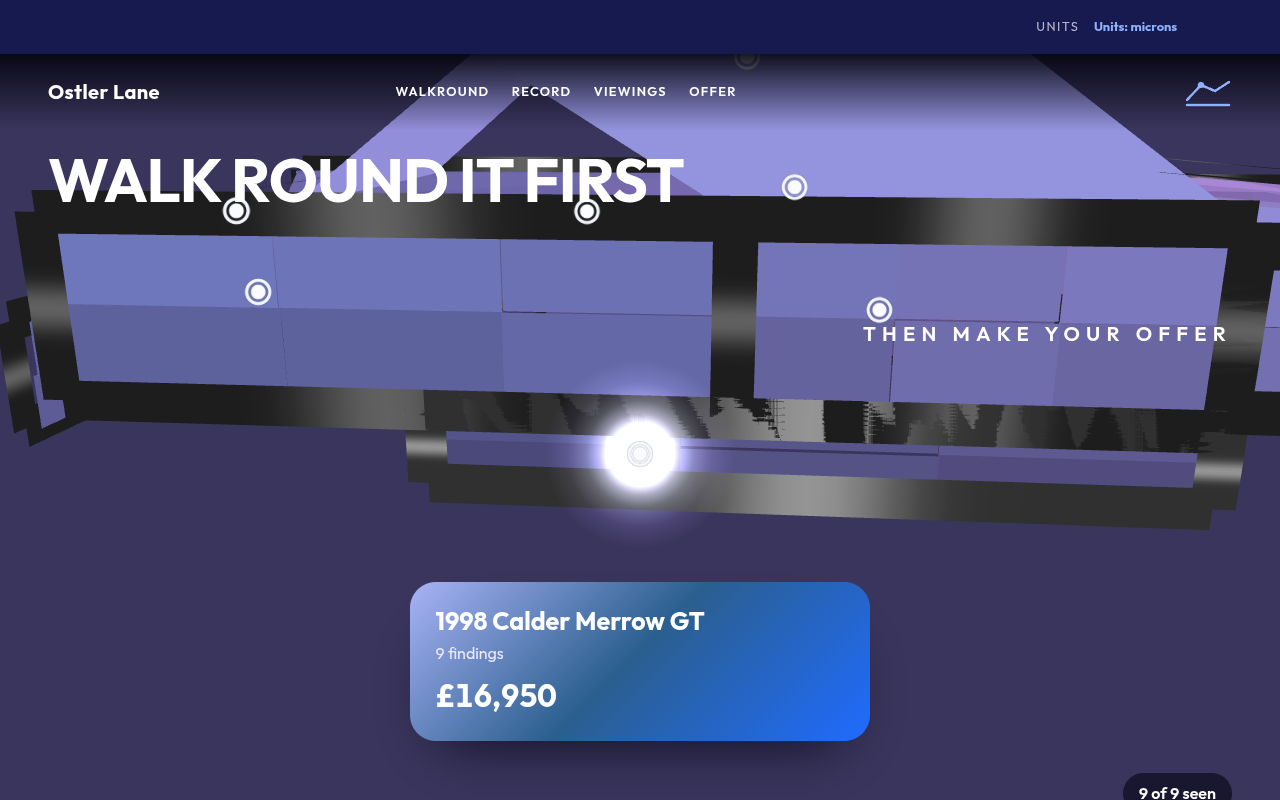 UNITS Units: microns
Ostler Lane
WALKROUND RECORD VIEWINGS OFFER
WALK ROUND IT FIRST
THEN MAKE YOUR OFFER
1998 Calder Merrow GT
9 findings
£16,950
9 of 9 seen